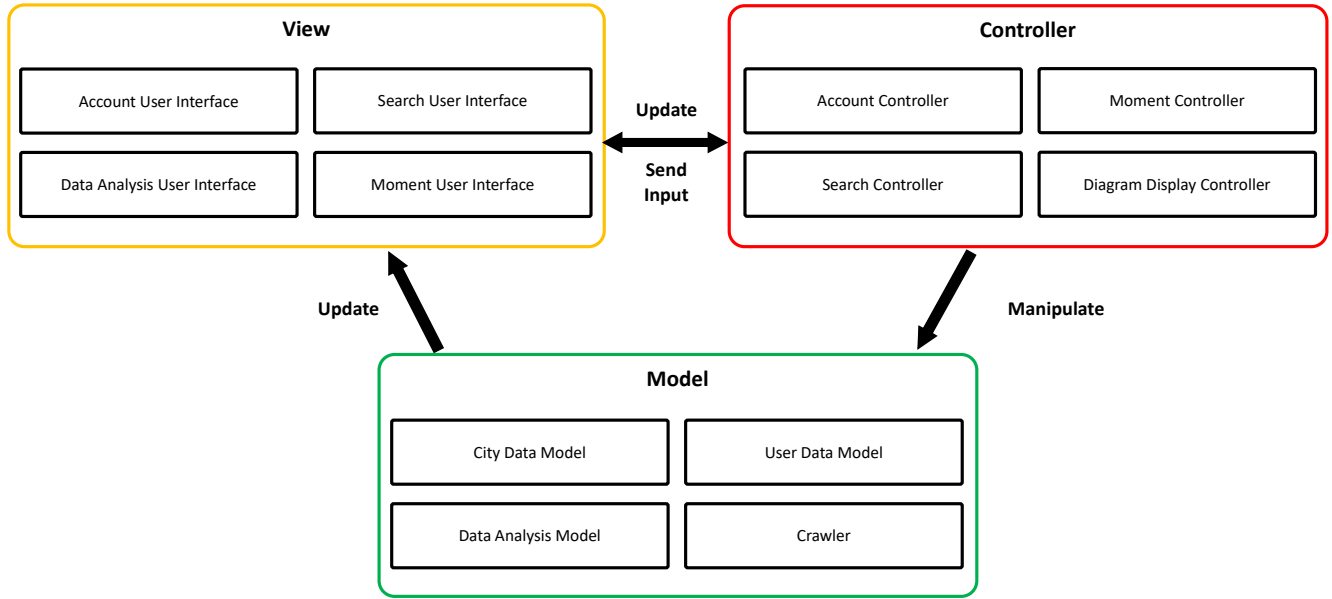 View
Account User Interface
Search User Interface
Data Analysis User Interface
Moment User Interface
Update
Send
Input
Controller
Account Controller
Moment Controller
Search Controller
Diagram Display Controller
Update
Manipulate
Model
City Data Model
User Data Model
Data Analysis Model
Crawler